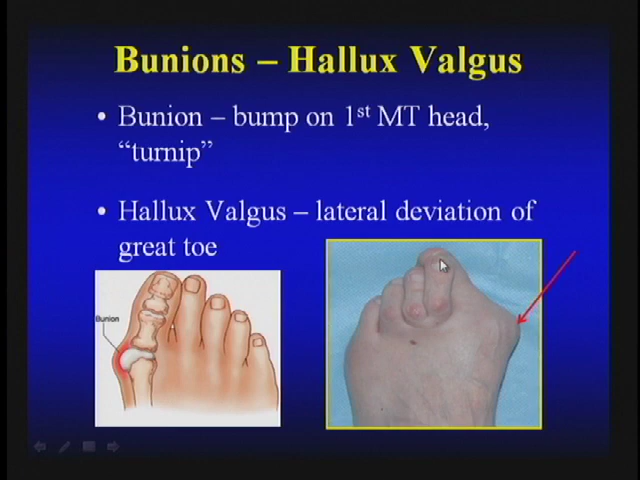 Bunions – Hallux Valgus
• Bunion – bump on 1st MT head,
“turnip”
• Hallux Valgus – lateral deviation of
great toe
Bunion